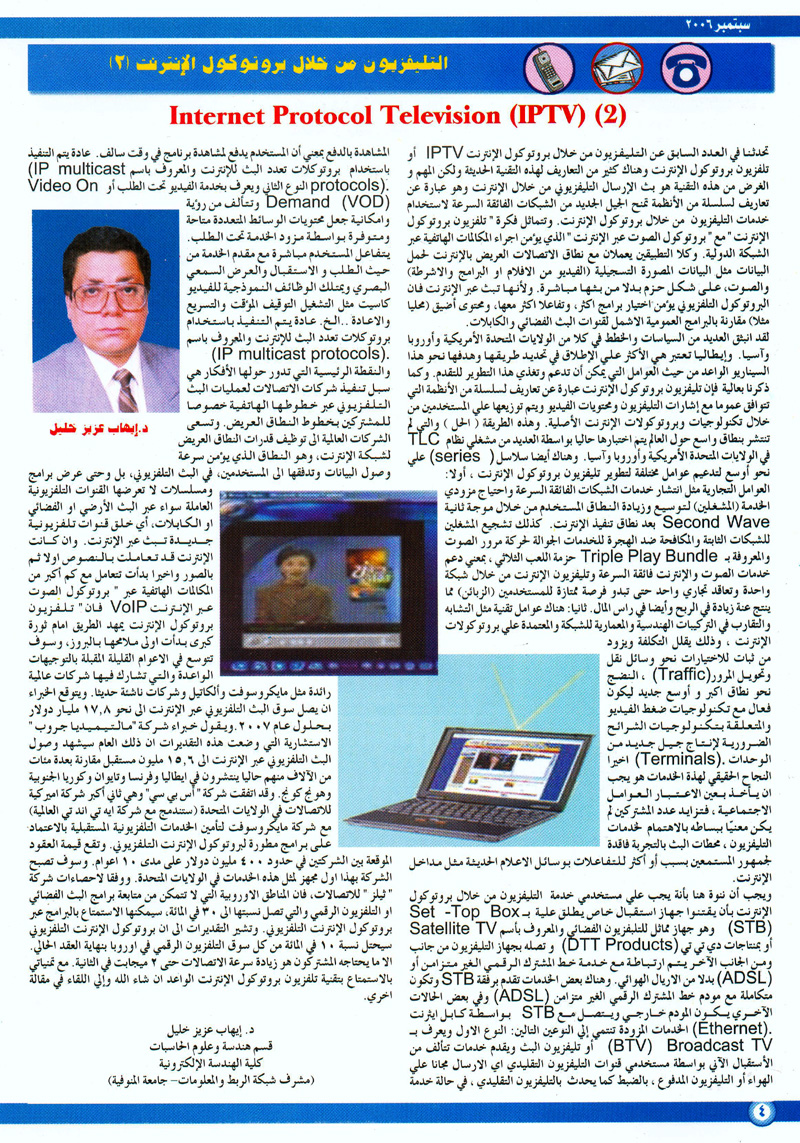 سبتمبر ٢٠٠٦
التليفزيون من خلال بروتوكول الإنترنت (٢)
Internet Protocol Television (IPTV) (2)
تحدثنا في العدد السابق عن التليفزيون من خلال بروتوكول الإنترنت IPTV أو
تلفزيون بروتوكول الإنترنت وهناك كثير من التعاريف لهذه التقنية الحديثة ولكن المهم و
الغرض من هذه التقنية هو بث الإرسال التليفزيوني من خلال الإنترنت وهو عبارة عن
تعاريف لسلسلة من الأنظمة تمنح الجيل الجديد من الشبكات الفائقة السرعة لاستخدام
خدمات التليفزيون من خلال بروتوكول الإنترنت. وتتماثل فكرة " تلفزيون بروتوكول
الإنترنت "مع " بروتوكول الصوت عبر الإنترنت " الذي يؤمن اجراء المكالمات الهاتفية عبر
الشبكة الدولية. وكلا التطبيقين يعملان مع نطاق الاتصالات العريض بالإنترنت لحمل
البيانات مثل البيانات المصورة التسجيلية (الفيديو من الافلام او البرامج والاشرطة)
والصوت، على شكل حزم بدلا من بثها مباشرة. ولأنها تبث عبر الإنترنت فان
البروتوكول التلفزيوني يؤمن اختيار برامج اكثر، وتفاعلا اكثر معها، ومحتوى أضيق (محليا
مثلا) مقارنة بالبرامج العمومية الاشمل لقنوات البث الفضائي والكابلات.
لقد انبثق العديد من السياسات والخطط في كلا من الولايات المتحدة الأمريكية وأوروبا
وآسيا. وإيطاليا تعتبر هي الأكثر علي الإطلاق في تحديد طريقها وهدفها نحو هذا
السيناريو الواعد من حيث العوامل التي يمكن أن تدعم وتغذي هذا التطوير للتقدم. وكما
ذكرنا بعالية فإن تليفزيون بروتوكول الإنترنت عبارة عن تعاريف لسلسلة من الأنظمة التي
تتوافق عموما مع إشارات التليفزيون ومحتويات الفيديو ويتم توزيعها علي المستخدمين من
خلال تكنولوجيات وبروتوكولات الإنترنت الأصلية. وهذه الطريقة ( الحل ) والتي لم
تنتشر بنطاق واسع حول العالم يتم اختبارها حاليا بواسطة العديد من مشغلي نظام TLC
في الولايات المتحدة الأمريكية وأوروبا وآسيا. وهناك أيضا سلاسل( series) علي
نحو أوسع لتدعيم عوامل مختلفة لتطوير تليفزيون بروتوكول الإنترنت ، أولا:
العوامل التجارية مثل انتشار خدمات الشبكات الفائقة السرعة واحتياج مزودي
الخدمة (المشغلين) لتوسيع وزيادة النطاق المستخدم من خلال موجة ثانية
Second Wave وبعد نطاق تنفيذ الإنترنت. كذلك تشجيع المشغلين
للشبكات الثابتة والمكافحة ضد الهجرة للخدمات الجوالة لحركة مرور الصوت
والمعروفة بـ Triple Play Bundle حزمة اللعب الثلاثي ، بمعني دعم
خدمات الصوت والإنترنت فائقة السرعة وتليفزيون الإنترنت من خلال شبكة
واحدة وتعاقد تجاري واحد حتى تبدو فرصة ممتازة للمستخدمين (الزبائن) مما
ينتج عنة زيادة في الربح وأيضا في راس المال. ثانيا: هناك عوامل تقنية مثل التشابه
والتقارب في التركيبات الهندسية والمعمارية للشبكة والمعتمدة علي بروتوكولات
الإنترنت ، وذلك يقلل التكلفة ويزود
من ثبات للاختيارات نحو وسائل نقل
وتحويل المرور(Traffic) ، النضج
نحو نطاق اكبر و أوسع جديد ليكون
فعال مع تكنولوجيات ضغط الفيديو
والمتعلقة بتكنولوجيات الشرائح
الضرورية لإنتاج جيل جديد من
الوحدات .(Terminals) اخيرا
النجاح الحقيقي لهذة الخدمات هو يجب
ان يأخذ بعين الاعتبار العوامل
الاجتماعية ، فتزايد عدد المشتركين لم
يكن معنيًا ببساطه بالاهتمام لخدمات
التليفزيون ، محطات البث بالتجربة فاقدة
لجمهور المستمعين بسبب أو أكثر للتفاعلات بوسائل الاعلام الحديثة مثل مداخل
الإنترنت.
ويجب أن ننوة هنا بأنة يجب علي مستخدمي خدمة التليفزيون من خلال بروتوكول
الإنترنت بأن يقتنوا جهاز استقبال خاص يطلق علية بـ Set -Top Box
(STB) وهو جهاز مماثل للتليفزيون الفضائي والمعروف بأسم Satellite TV
أو بمنتاجات دي تي تي (DTT Products) و تصله بجهاز التليفزيون من جانب
ومن الجانب الآخر يتم ارتباطة مع خدمة خط المشترك الرقمي الغير متزامن أو
(ADSL) بدلا من الاريال الهوائي. وهناك بعض الخدمات تقدم برفقة STB وتكون
متكاملة مع مودم خط المشترك الرقمي الغير متزامن (ADSL) وفي بعض الحالات
الآخري يكون المودم خارجي ويتصل مع STB بواسطة كابل ايثرنت
.(Ethernet) الخدمات المزودة تنتمي إلي النوعين التالين: النوع الاول ويعرف بـ
Broadcast TV (BTV) أو تليفزيون البث ويقدم خدمات تتألف من
الأستقبال الآني بواسطة مستخدمي قنوات التليفزيون التقليدي اي الارسال مجانا علي
الهواء أو التليفزيون المدفوع ، بالضبط كما يحدث بالتليفزيون التقليدي ، في حالة خدمة
المشاهدة بالدفع بمعني أن المستخدم يدفع لمشاهدة برنامج في وقت سالف. عادة يتم التنفيذ
باستخدام بروتوكلات تعدد البث للإنترنت والمعروف باسم IP multicast)
.(protocols النوع الثاني ويعرف بخدمة الفيديو تحت الطلب أو Video On
Demand (VOD) وتتألف من رؤية
وامكانية جعل محتويات الوسائط المتعددة متاحة
ومتوفرة بواسطة مزود الخدمة تحت الطلب.
يتفاعل المستخدم مباشرة مع مقدم الخدمة من
حيث الطلب و الاستقبال والعرض السمعي
البصري ويمتلك الوظائف النموذجية للفيديو
كاسيت مثل التشغيل التوقيف المؤقت والتسريع
والاعادة ..الخ. عادة يتم التنفيذ باستخدام
بروتكولات تعدد البث للإنترنت والمعروف باسم
.(IP multicast protocols)
والنقطة الرئيسية التي تدور حولها الأفكار هي
سبل تنفيذ شركات الاتصالات لعمليات البث
التلفزيوني عبر خطوطها الهاتفية خصوصا
للمشتركين بخطوط النطاق العريض. وتسعى
الشركات العالمية الى توظيف قدرات النطاق العريض
لشبكة الإنترنت، وهو النطاق الذي يؤمن سرعة
د.إيهاب عزيز خليل
وصول البيانات وتدفقها الى المستخدمين، في البث التلفزيوني، بل وحتى عرض برامج
ومسلسلات لا تعرضها القنوات التلفزيونية
العاملة سواء عبر البث الأرضي او الفضائي
او الكابلات، أي خلق قنوات تلفزيونية
جديدة تبث عبر الإنترنت. وان كانت
الإنترنت قد تعاملت بالنصوص اولا ثم
بالصور واخيرا بدأت تتعامل مع كم أكبر من
المكالمات الهاتفية عبر " بروتوكول الصوت
عبر الإنترنت VoIP فان" تلفزيون
بروتوكول الإنترنت يمهد الطريق امام ثورة
كبرى بدأت اولى ملامحها بالبروز، وسوف
تتوسع في الاعوام القليلة المقبلة بالتوجيهات
الواعدة والتي تشارك فيها شركات عالمية
رائدة مثل مايكروسوفت وألكاتيل وشركات ناشئة حديثا. ويتوقع الخبراء
ان يصل سوق البث التلفزيوني عبر الإنترنت الى نحو ١٧,٨ مليار دولار
بحلول عام ٢٠٠٧.ويقول خبراء شركة "مالتيميديا جروب "
الاستشارية التي وضعت هذه التقديرات ان ذلك العام سيشهد وصول
البث التلفزيوني عبر الإنترنت الى ١٥,٦ مليون مستقبل مقارنة بعدة مئات
من الآلاف منهم حاليا ينتشرون في ايطاليا وفرنسا وتايوان وكوريا الجنوبية
وهونج كونج. وقد اتفقت شركة "أس بي سي" وهي ثاني أكبر شركة اميركية
للاتصالات في الولايات المتحدة (ستندمج مع شركة ايه تي اند تي العالمية)
مع شركة مايكروسوفت لتأمين الخدمات التلفزيونية المستقبلية بالاعتماد
على برامج مطورة لبروتوكول الإنترنت التلفزيوني. وتقع قيمة العقود
الموقعة بين الشركتين في حدود ٤٠٠ مليون دولار على مدى ١٠ اعوام. وسوف تصبح
الشركة بهذا اول مجهز لمثل هذه الخدمات في الولايات المتحدة. ووفقا لاحصاءات شركة
" ثيلز " للاتصالات، فان المناطق الاوروبية التي لا تتمكن من متابعة برامج البث الفضائي
او التلفزيون الرقمي والتي تصل نسبتها الى ٣٠ في المائة، سيمكنها الاستمتاع بالبرامج عبر
بروتوكول الإنترنت التلفزيوني. وتشير التقديرات الى ان بروتوكول الإنترنت التلفزيوني
سيحتل نسبة ١٠ في المائة من كل سوق التلفزيون الرقمي في اوروبا بنهاية العقد الحالي.
الا ما يحتاجه المشتركون هو زيادة سرعة الاتصالات حتى ٢ ميجابت في الثانية. مع تمنياتي
بالاستمتاع بتقنية تلفزيون بروتوكول الإنترنت الواعد ان شاء الله وإلي اللقاء في مقالة
اخري.
د. إيهاب عزيز خليل
قسم هندسة وعلوم الحاسبات
كلية الهندسة الإلكترونية
(مشرف شبكة الربط والمعلومات– جامعة المنوفية)
٤